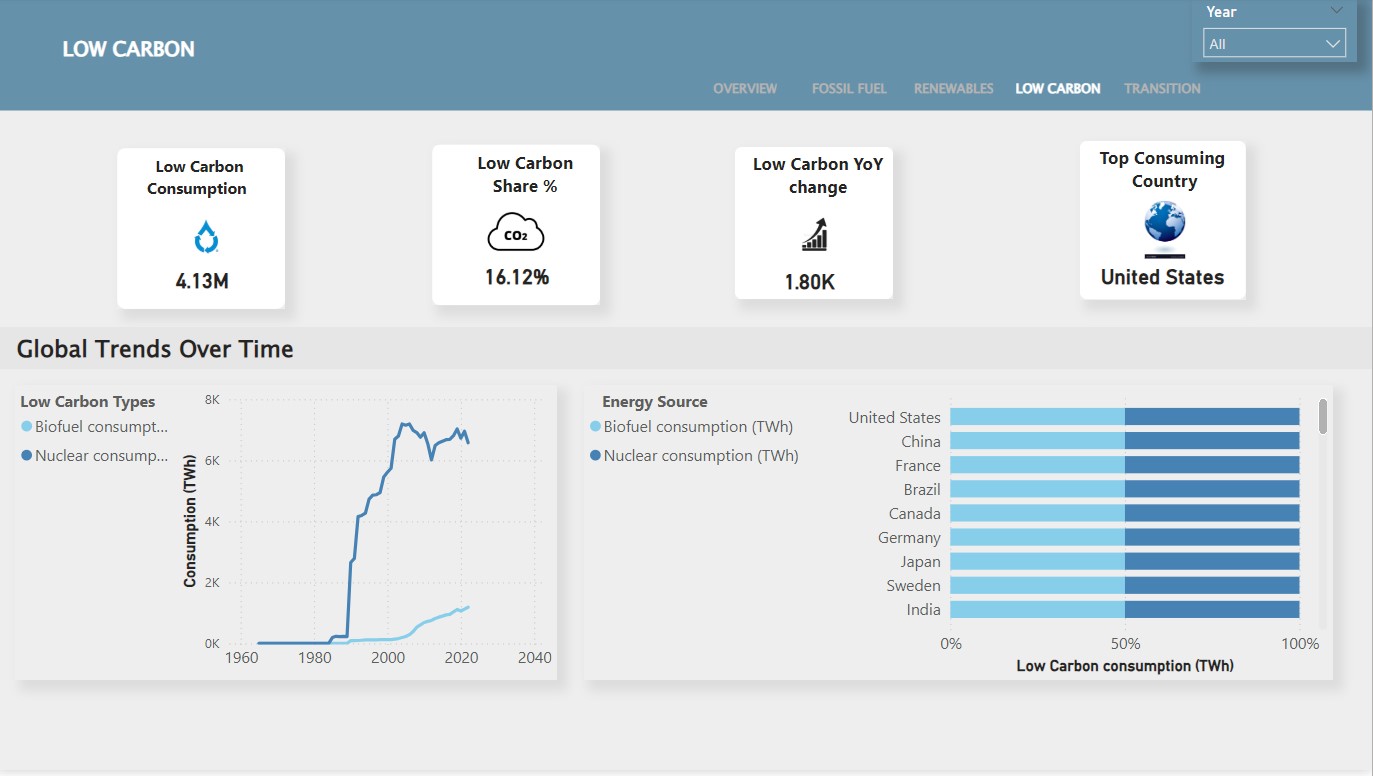 Year
LOW CARBON
All
OVERVIEW
FOSSIL FUEL
RENEWABLES
LOW CARBON
TRANSITION
Low Carbon
Consumption
4.13M
Low Carbon
Share %
CO₂
16.12%
Low Carbon YoY
change
1.80K
Top Consuming
Country
United States
Global Trends Over Time
Low Carbon Types
Biofuel consumpt...
Nuclear consump...
Consumption (TWh)
8K
6K
4K
2K
0K
1960
1980
2000
2020
2040
Energy Source
Biofuel consumption (TWh)
Nuclear consumption (TWh)
United States
China
France
Brazil
Canada
Germany
Japan
Sweden
India
0%
50%
100%
Low Carbon consumption (TWh)